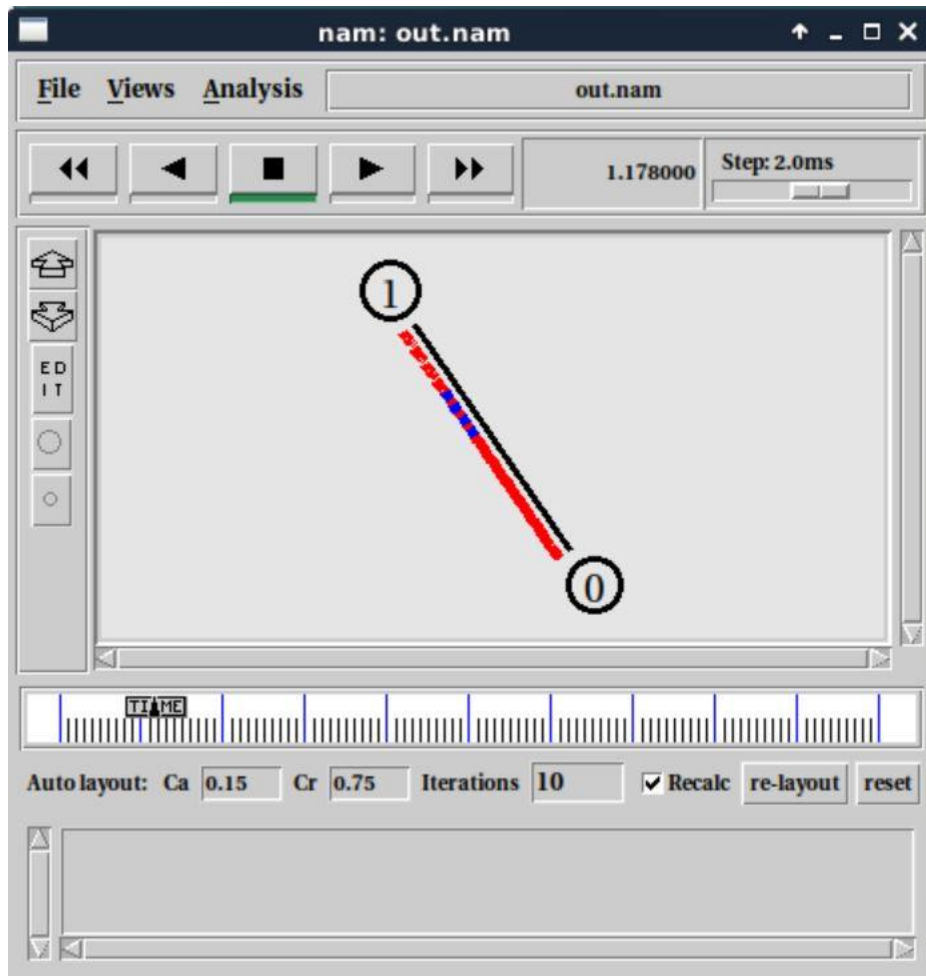 nam: out.nam
File Views Analysis out.nam
1.178000 Step: 2.0ms
ED
IT
1
0
TIME
Auto layout: Ca 0.15 Cr 0.75 Iterations 10 Recalc re-layout reset